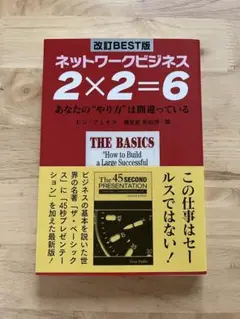 改訂BEST版
ネットワークビジネス
2×2=6
あなたの“やり方”は間違っている
THE BASICS
"How to Build
a Large Successful
The 45 SECOND
PRESENTATION
この仕事はセー
ルスではない!
ビジネスの基本を説いた世
界の名著「ザ・ベーシック
ス」に「45秒プレゼンテー
ション」を加えた最新版!